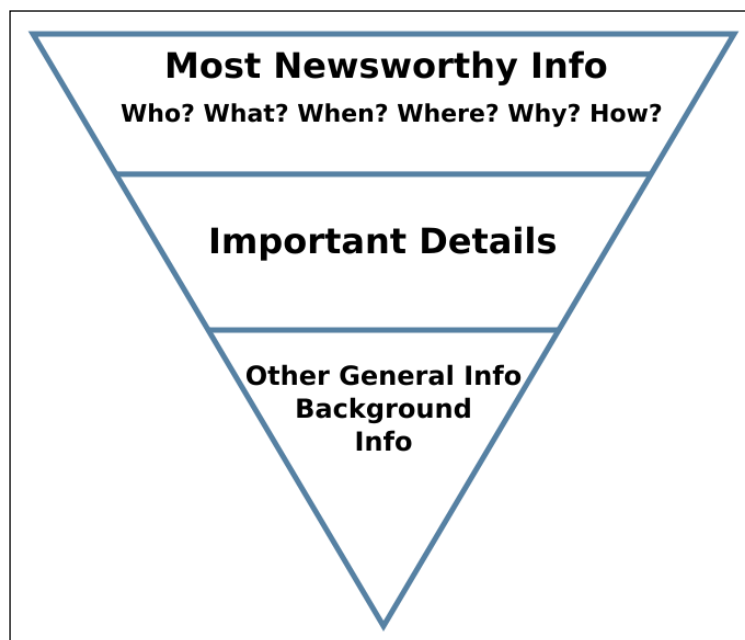 Most Newsworthy Info
Who? What? When? Where? Why? How?
Important Details
Other General Info
Background
Info